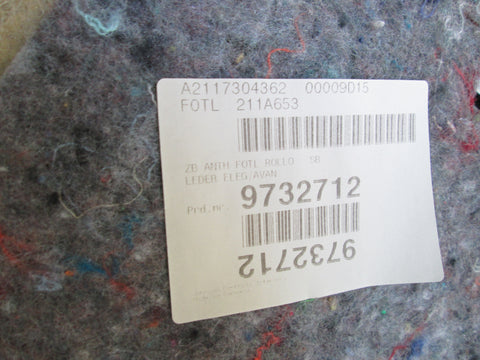 A2117304362 00009D15
FOTL 211A653
ZB ANTH FOTL ROLLO SB
LEDER ELEG/AVAN
Prd.nr. 9732712
9732712